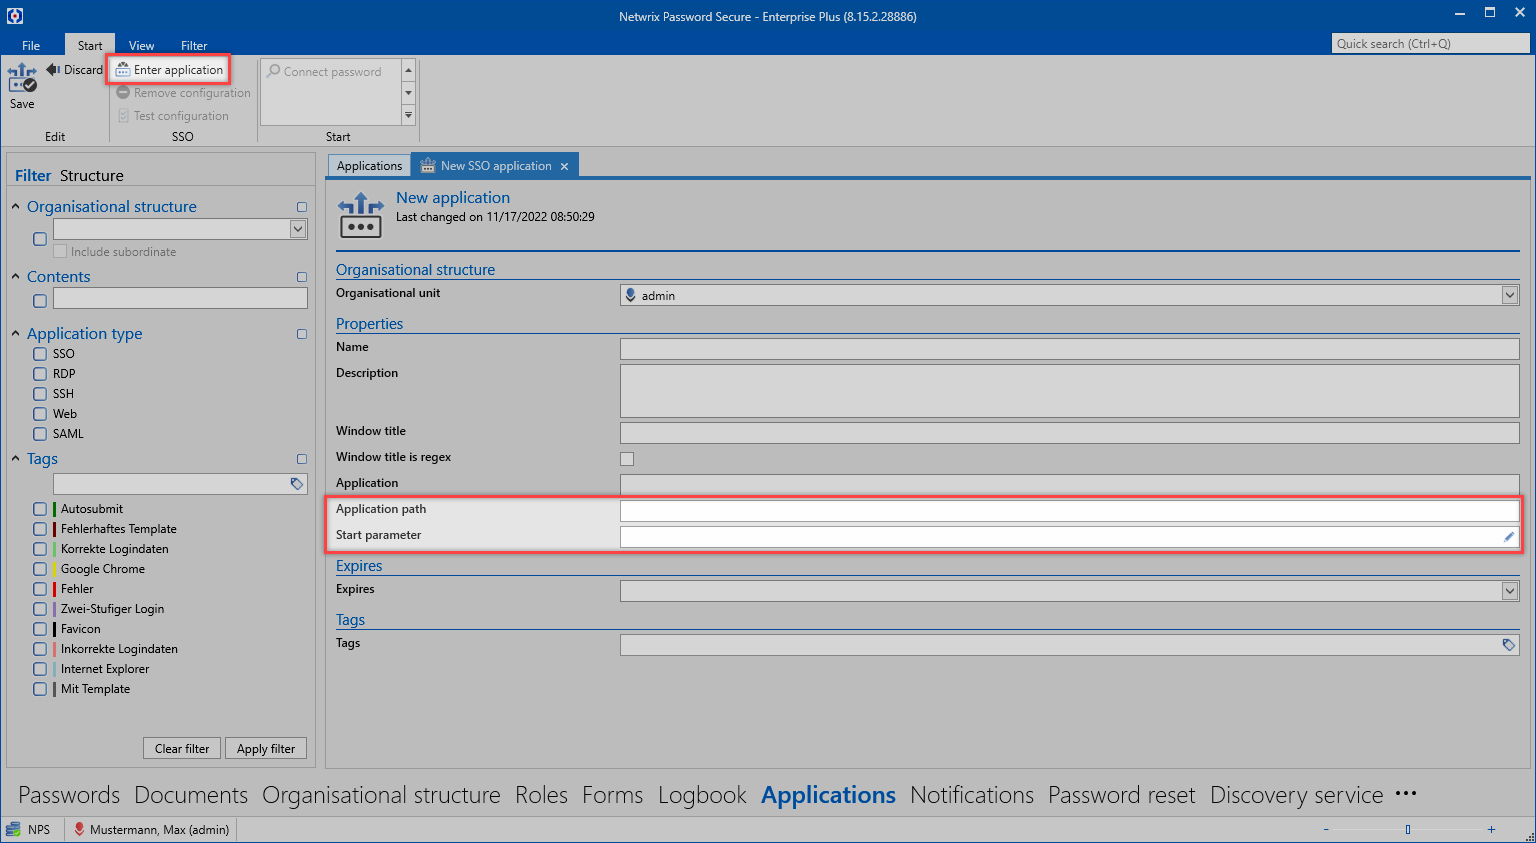 Netwrix Password Secure - Enterprise Plus (8.15.2.28886)
File
Start
View
Filter
Quick search (Ctrl+Q)
Save
Discard
Edit
Enter application
Remove configuration
Test configuration
SSO
Connect password
Start
Filter
Structure
Organisational structure
Include subordinate
Contents
Application type
SSO
RDP
SSH
Web
SAML
Tags
Autosubmit
Fehlerhaftes Template
Korrekte Logindaten
Google Chrome
Fehler
Zwei-Stufiger Login
Favicon
Inkorrekte Logindaten
Internet Explorer
Mit Template
Clear filter
Apply filter
Applications
New SSO application
New application
Last changed on 11/17/2022 08:50:29
Organisational structure
Organisational unit
admin
Properties
Name
Description
Window title
Window title is regex
Application
Application path
Start parameter
Expires
Expires
Tags
Tags
Passwords Documents Organisational structure Roles Forms Logbook Applications Notifications Password reset Discovery service •••
NPS
Mustermann, Max (admin)